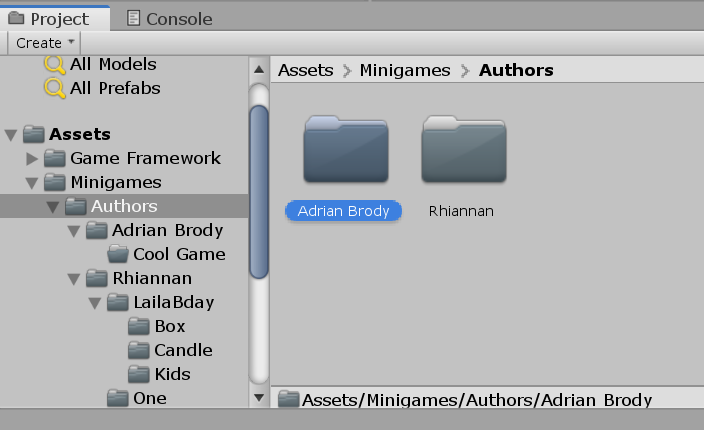 Project
Console
Create
All Models
All Prefabs
Assets
Game Framework
Minigames
Authors
Adrian Brody
Cool Game
Rhiannan
LailaBday
Box
Candle
Kids
One
Assets > Minigames > Authors
Adrian Brody
Rhiannan
Assets/Minigames/Authors/Adrian Brody